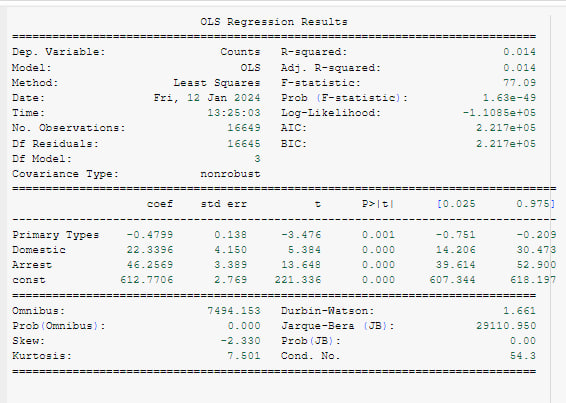 OLS Regression Results
==============================================================================
Dep. Variable: Counts R-squared: 0.014
Model: OLS Adj. R-squared: 0.014
Method: Least Squares F-statistic: 77.09
Date: Fri, 12 Jan 2024 Prob (F-statistic): 1.63e-49
Time: 13:25:03 Log-Likelihood: -1.1085e+05
No. Observations: 16649 AIC: 2.217e+05
Df Residuals: 16645 BIC: 2.217e+05
Df Model: 3
Covariance Type: nonrobust
=================================================================================
coef std err t P>|t| [0.025 0.975]
---------------------------------------------------------------------------------
Primary Types -0.4799 0.138 -3.476 0.001 -0.751 -0.209
Domestic 22.3396 4.150 5.384 0.000 14.206 30.473
Arrest 46.2569 3.389 13.648 0.000 39.614 52.900
const 612.7706 2.769 221.336 0.000 607.344 618.197
==============================================================================
Omnibus: 7494.153 Durbin-Watson: 1.661
Prob(Omnibus): 0.000 Jarque-Bera (JB): 29110.950
Skew: -2.330 Prob(JB): 0.00
Kurtosis: 7.501 Cond. No. 54.3
==============================================================================